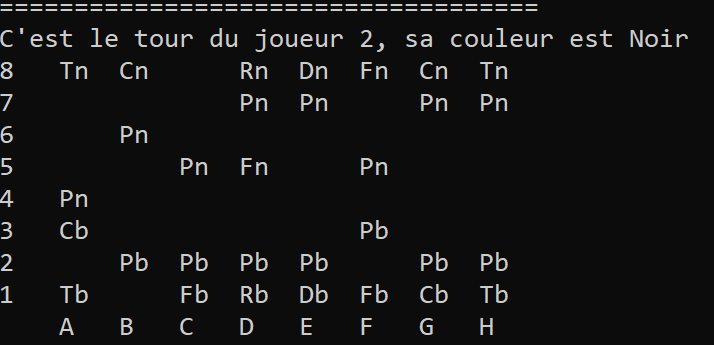 ====================================
C'est le tour du joueur 2, sa couleur est Noir
8   Tn  Cn      Rn  Dn  Fn  Cn  Tn
7               Pn  Pn      Pn  Pn
6       Pn
5           Pn  Fn      Pn
4   Pn
3   Cb                  Pb
2       Pb  Pb  Pb  Pb      Pb  Pb
1   Tb      Fb  Rb  Db  Fb  Cb  Tb
    A   B   C   D   E   F   G   H